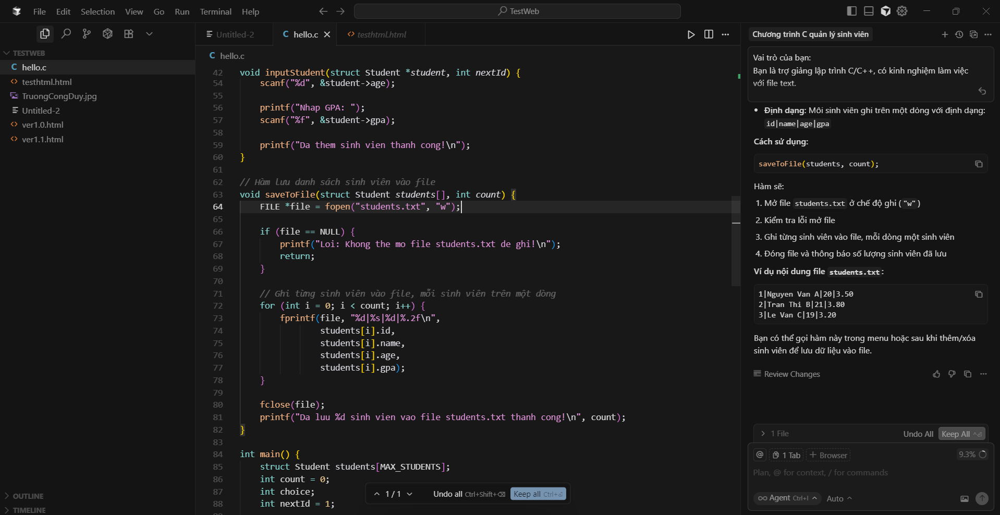 File Edit Selection View Go Run Terminal Help
TestWeb
TESTWEB
hello.c
testhtml.html
TruongCongDuy.jpg
Untitled-2
ver1.0.html
ver1.1.html
OUTLINE
TIMELINE
Untitled-2
C hello.c
testhtml.html
C hello.c
42 void inputStudent(struct Student *student, int nextId) {
54 scanf("%d", &student->age);
55
56 printf("Nhap GPA: ");
57 scanf("%f", &student->gpa);
58
59 printf("Da them sinh vien thanh cong!\n");
60 }
61
62 // Hàm lưu danh sách sinh viên vào file
63 void saveToFile(struct Student students[], int count) {
64 FILE *file = fopen("students.txt", "w");
65
66 if (file == NULL) {
67 printf("Loi: Khong the mo file students.txt de ghi!\n");
68 return;
69 }
70
71 // Ghi từng sinh viên vào file, mỗi sinh viên trên một dòng
72 for (int i = 0; i < count; i++) {
73 fprintf(file, "%d|%s|%d|%.2f\n",
74 students[i].id,
75 students[i].name,
76 students[i].age,
77 students[i].gpa);
78 }
79
80 fclose(file);
81 printf("Da luu %d sinh vien vao file students.txt thanh cong!\n", count);
82 }
83
84 int main() {
85 struct Student students[MAX_STUDENTS];
86 int count = 0;
87 int choice;
88 int nextId = 1;
1 / 1 Undo all Ctrl+Shift+⌫ Keep all Ctrl+⏎
Chương trình C quản lý sinh viên
Vai trò của bạn:
Bạn là trợ giảng lập trình C/C++, có kinh nghiệm làm việc
với file text.
• Định dạng: Mỗi sinh viên ghi trên một dòng với định dạng:
id|name|age|gpa
Cách sử dụng:
saveToFile(students, count);
Hàm sẽ:
1. Mở file students.txt ở chế độ ghi ("w")
2. Kiểm tra lỗi mở file
3. Ghi từng sinh viên vào file, mỗi dòng một sinh viên
4. Đóng file và thông báo số lượng sinh viên đã lưu
Ví dụ nội dung file students.txt:
1|Nguyen Van A|20|3.50
2|Tran Thi B|21|3.80
3|Le Van C|19|3.20
Bạn có thể gọi hàm này trong menu hoặc sau khi thêm/xóa
sinh viên để lưu dữ liệu vào file.
Review Changes
1 File Undo All Keep All ^⏎
@ 1 Tab + Browser 9.3%
Plan, @ for context, / for commands
∞ Agent Ctrl+I Auto